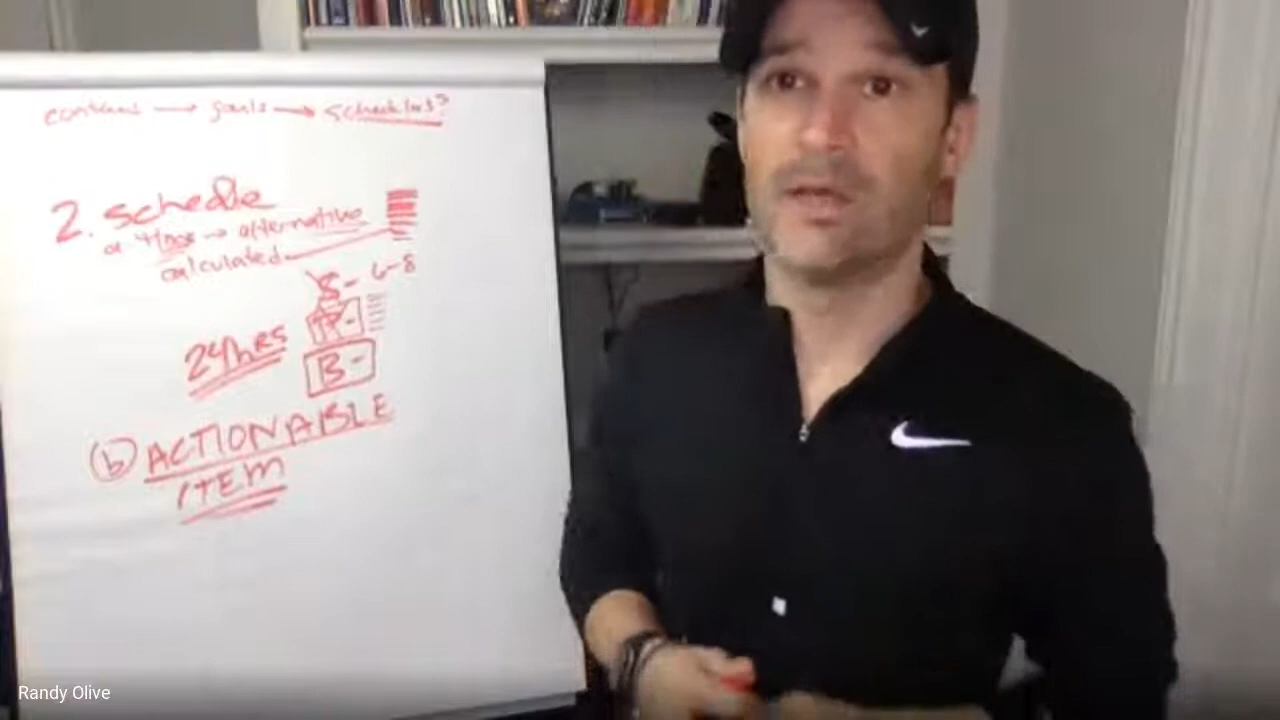 content → goals → schedules?
2. Schedule
a time → alternative
calculated
8 - 6-8
24hrs
B-
(b) ACTIONABLE
ITEM
Randy Olive